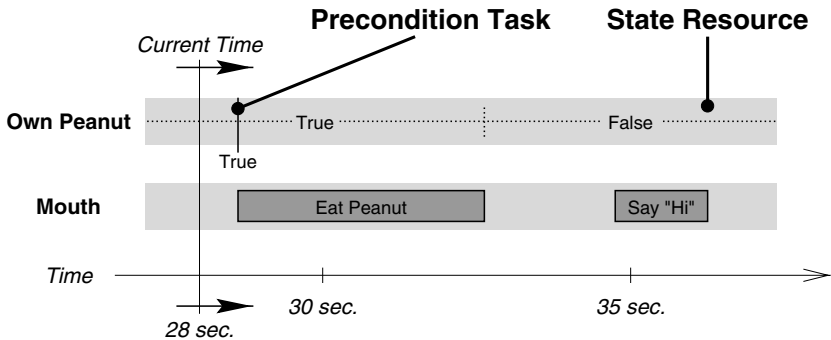 Precondition Task
State Resource
Current Time
Own Peanut
True
False
True
Mouth
Eat Peanut
Say "Hi"
Time
30 sec.
35 sec.
28 sec.